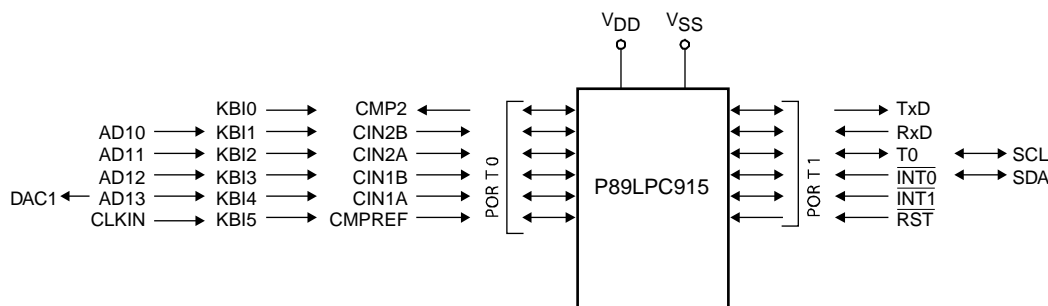 VDD VSS
KBI0 CMP2 TxD
AD10 KBI1 CIN2B RxD
AD11 KBI2 CIN2A T0 SCL
AD12 KBI3 CIN1B INT0 SDA
DAC1 AD13 KBI4 CIN1A INT1
CLKIN KBI5 CMPREF RST
PORT 0
P89LPC915
PORT 1